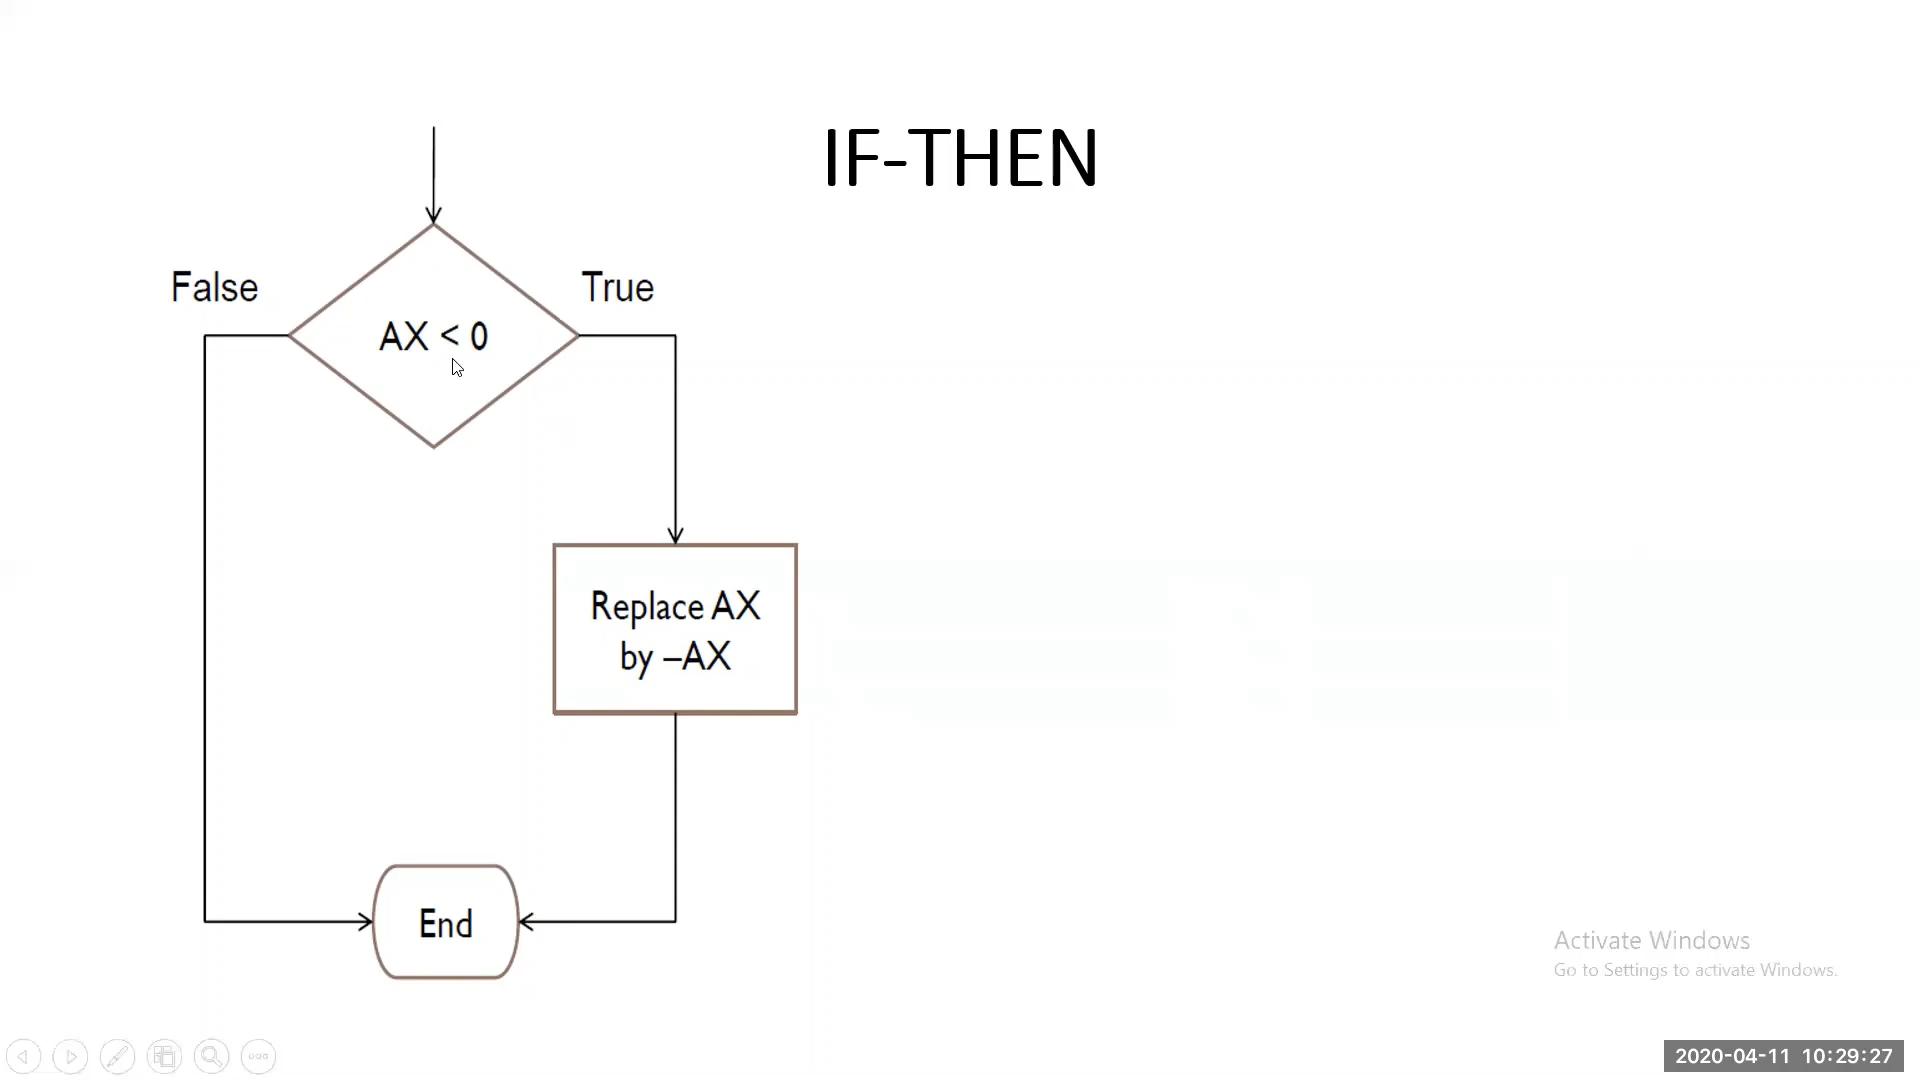 IF-THEN
False
True
AX < 0
Replace AX
by –AX
End
Activate Windows
Go to Settings to activate Windows.
2020-04-11 10:29:27